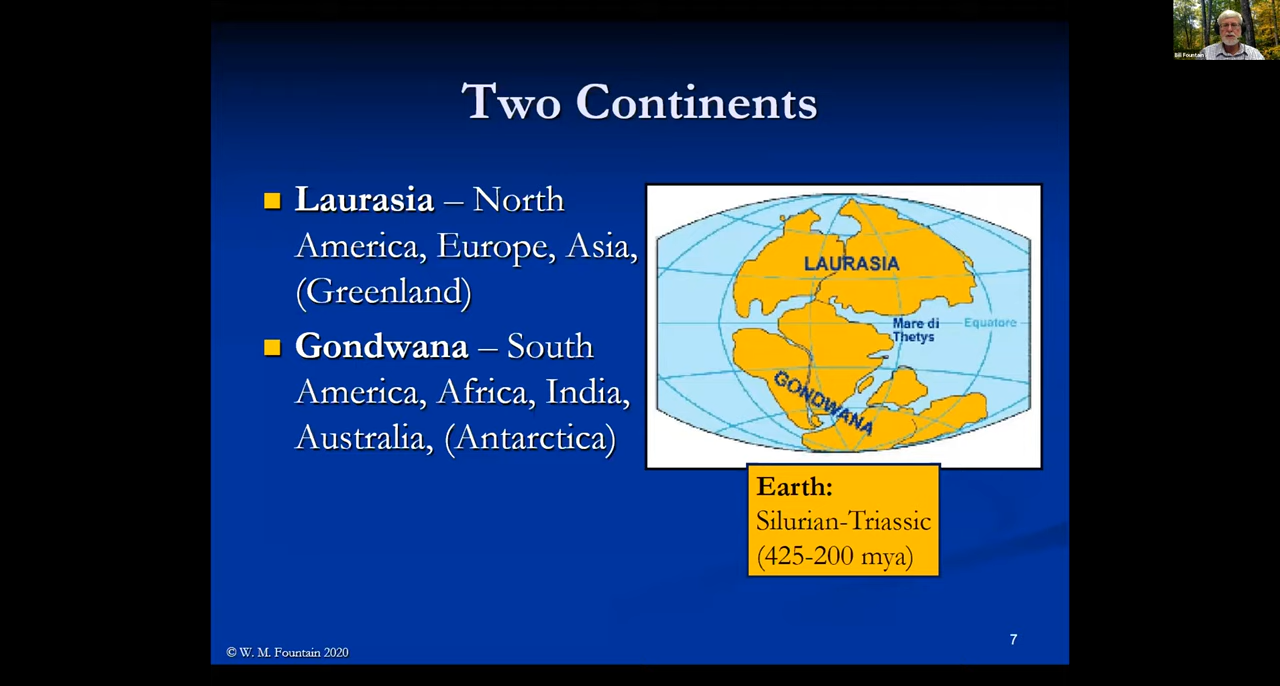 Bill Fountain
Two Continents
Laurasia – North
America, Europe, Asia,
(Greenland)
Gondwana – South
America, Africa, India,
Australia, (Antarctica)
LAURASIA
Mare di
Thetys
Equatore
GONDWANA
Earth:
Silurian-Triassic
(425-200 mya)
7
© W. M. Fountain 2020